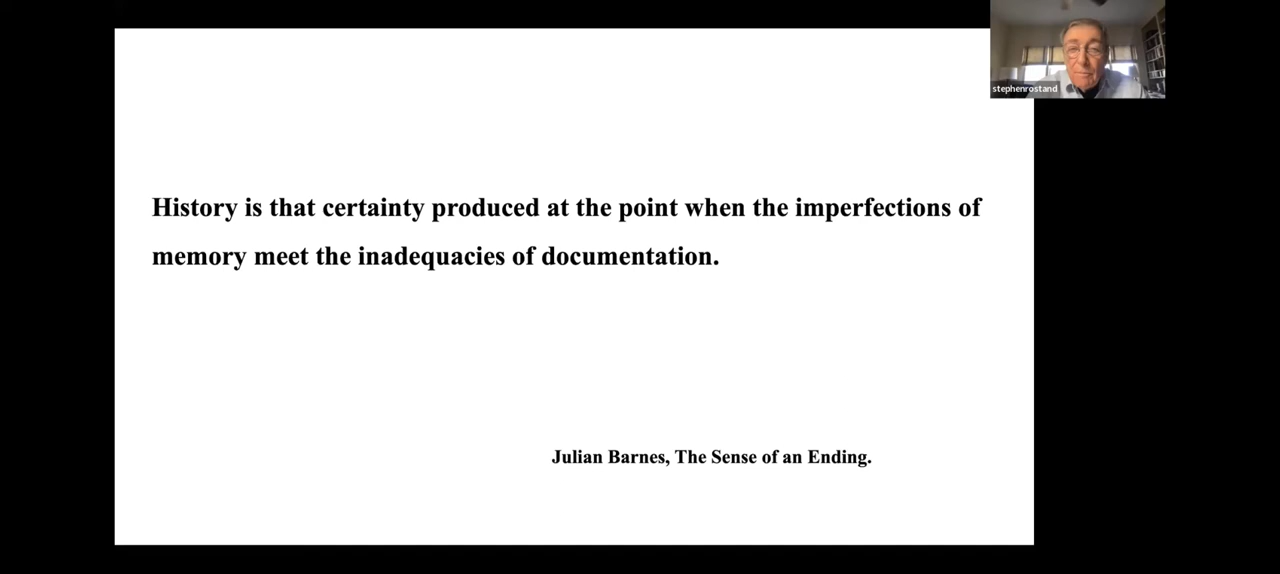 stephenrostand
History is that certainty produced at the point when the imperfections of
memory meet the inadequacies of documentation.
Julian Barnes, The Sense of an Ending.